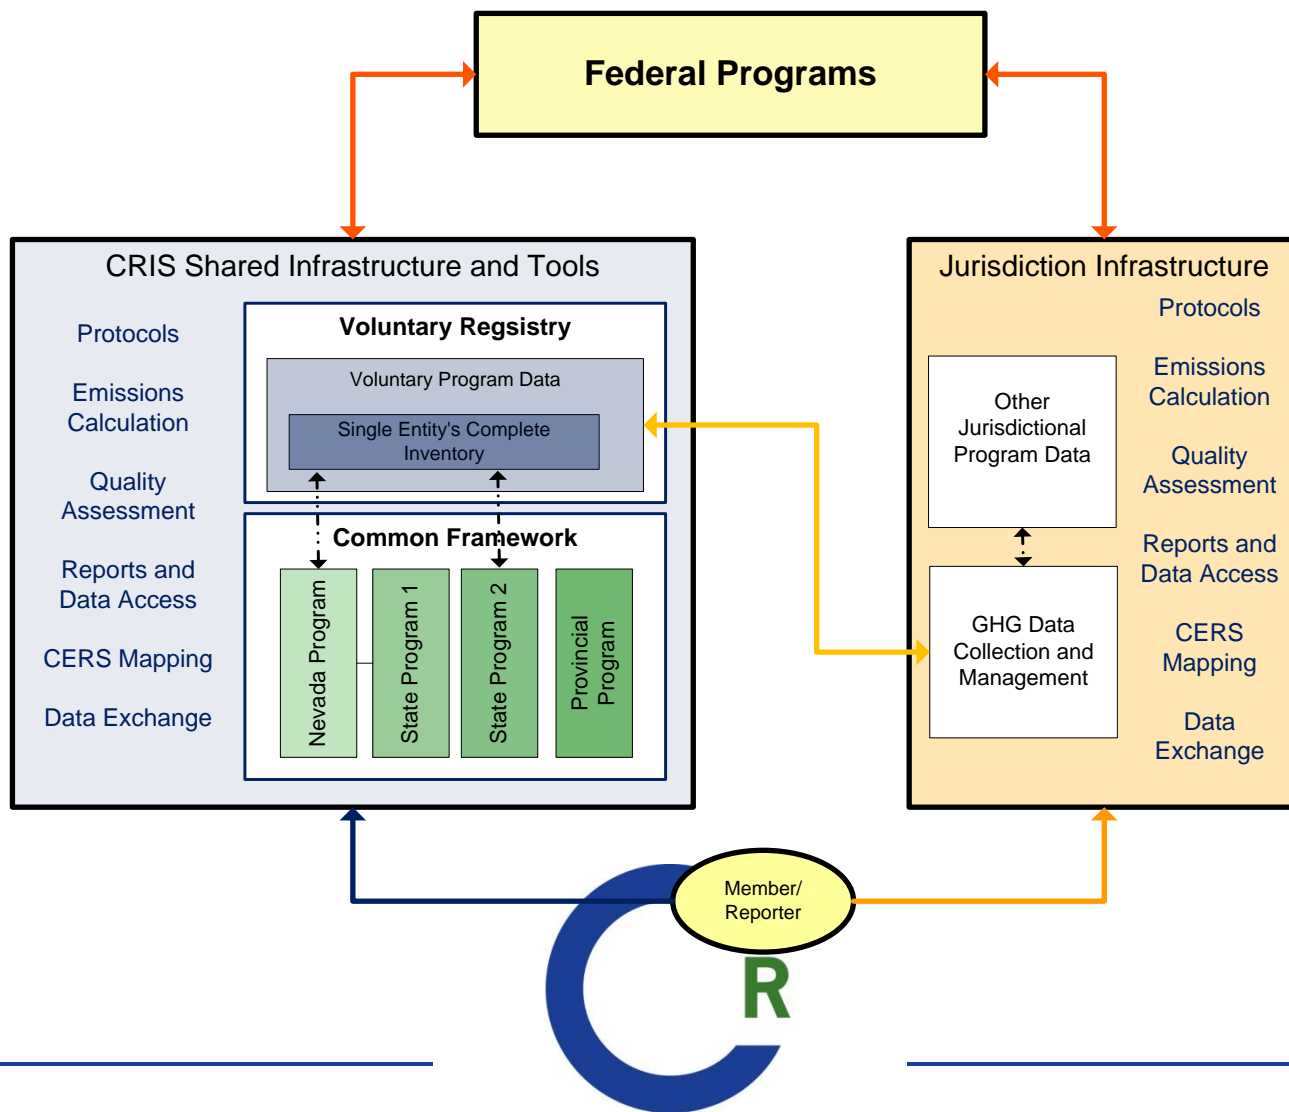 Federal Programs
CRIS Shared Infrastructure and Tools
Protocols
Emissions
Calculation
Quality
Assessment
Reports and
Data Access
CERS Mapping
Data Exchange
Voluntary Regsistry
Voluntary Program Data
Single Entity's Complete
Inventory
Common Framework
Nevada Program
State Program 1
State Program 2
Provincial
Program
Jurisdiction Infrastructure
Other
Jurisdictional
Program Data
GHG Data
Collection and
Management
Protocols
Emissions
Calculation
Quality
Assessment
Reports and
Data Access
CERS
Mapping
Data
Exchange
Member/
Reporter
R